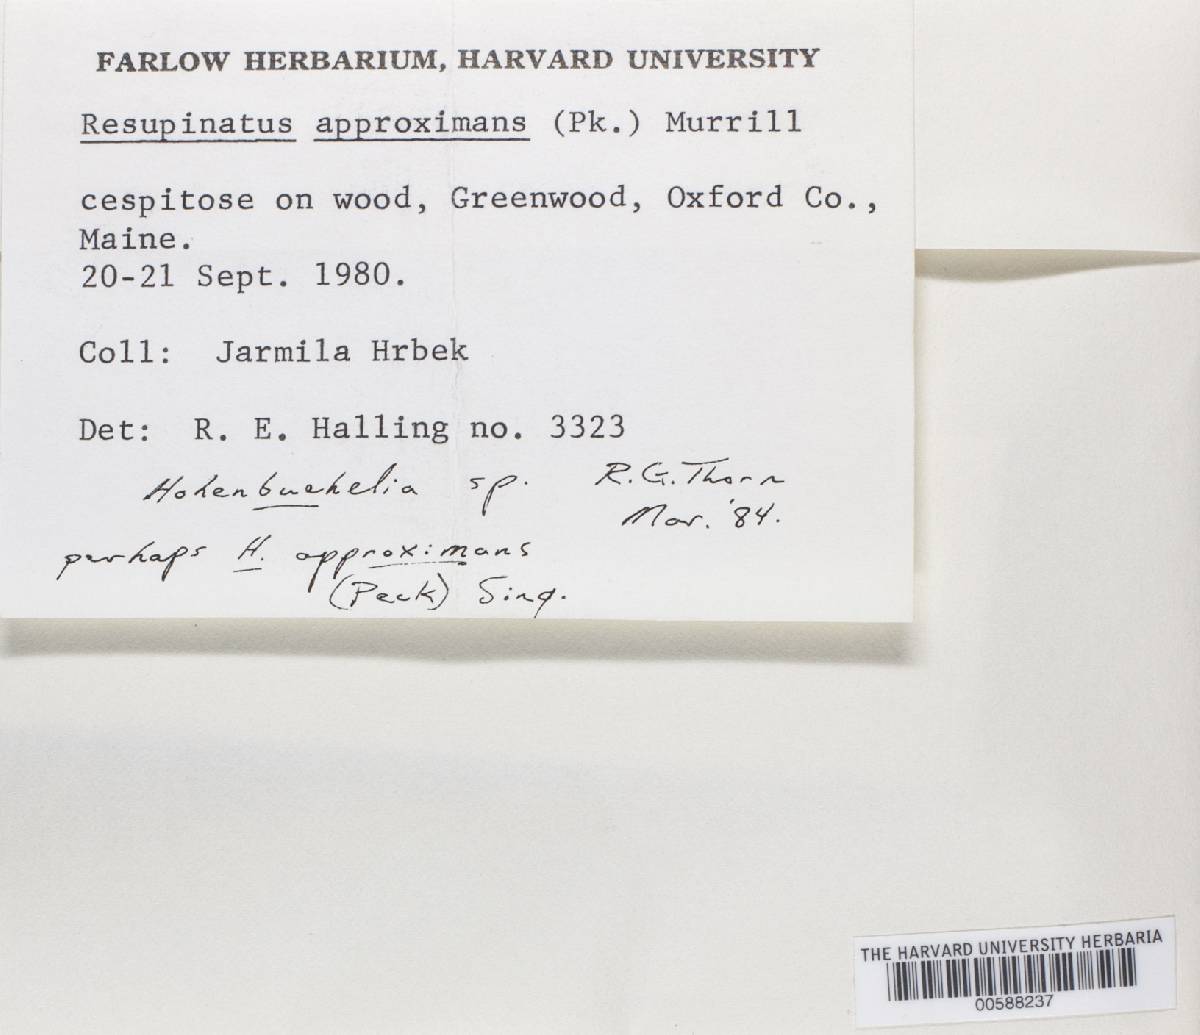 FARLOW HERBARIUM, HARVARD UNIVERSITY
Resupinatus approximans (Pk.) Murrill
cespitose on wood, Greenwood, Oxford Co.,
Maine.
20-21 Sept. 1980.
Coll: Jarmila Hrbek
Det: R. E. Halling no. 3323
Hohenbuehelia sp. R.G. Thorn
Mar. '84.
perhaps H. approximans
(Peck) Sing.
THE HARVARD UNIVERSITY HERBARIA
00588237